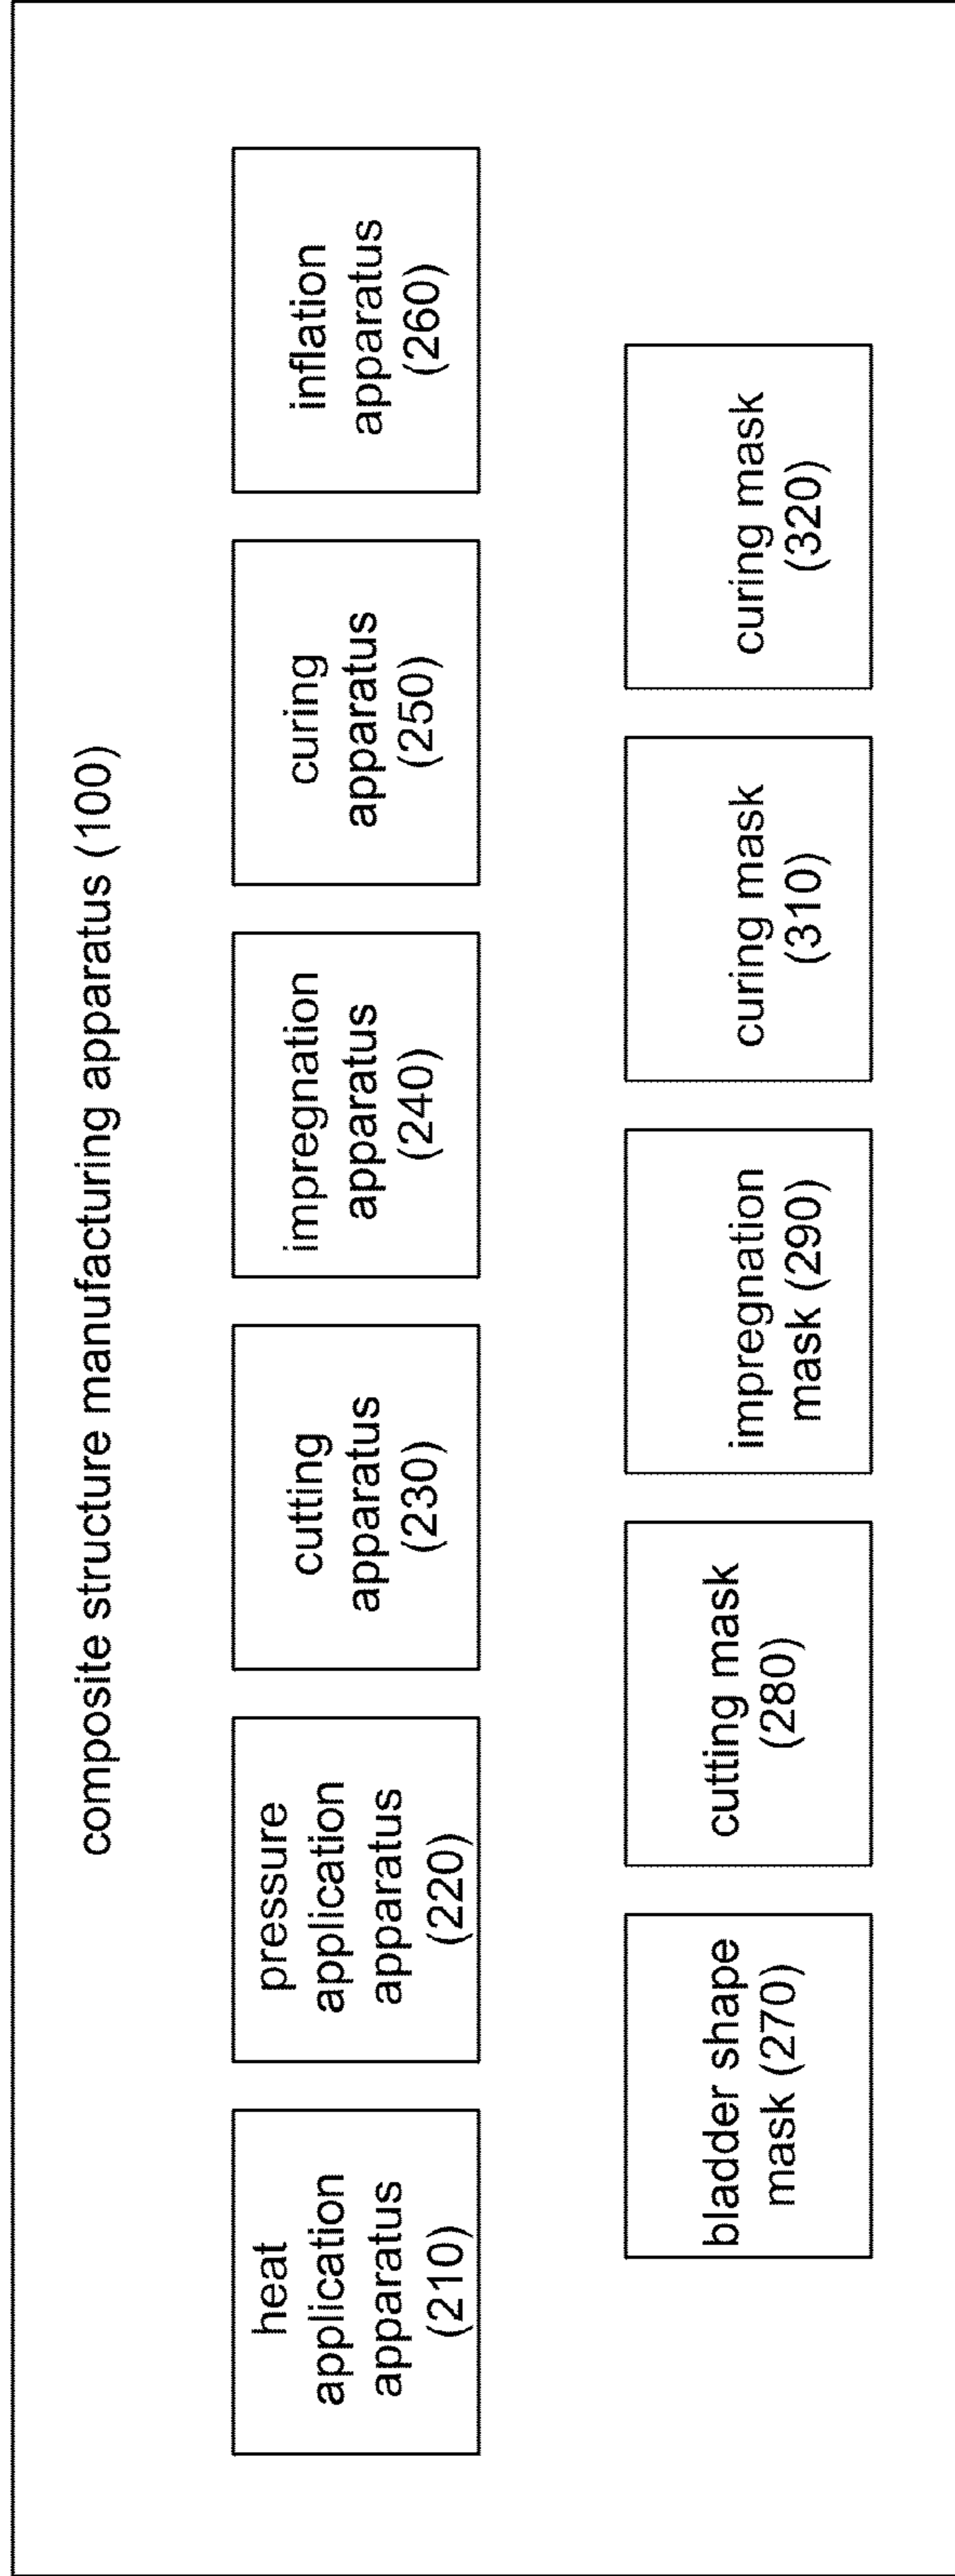 composite structure manufacturing apparatus (100)
heat
application
apparatus
(210)
pressure
application
apparatus
(220)
cutting
apparatus
(230)
impregnation
apparatus
(240)
curing
apparatus
(250)
inflation
apparatus
(260)
bladder shape
mask (270)
cutting mask
(280)
impregnation
mask (290)
curing mask
(310)
curing mask
(320)